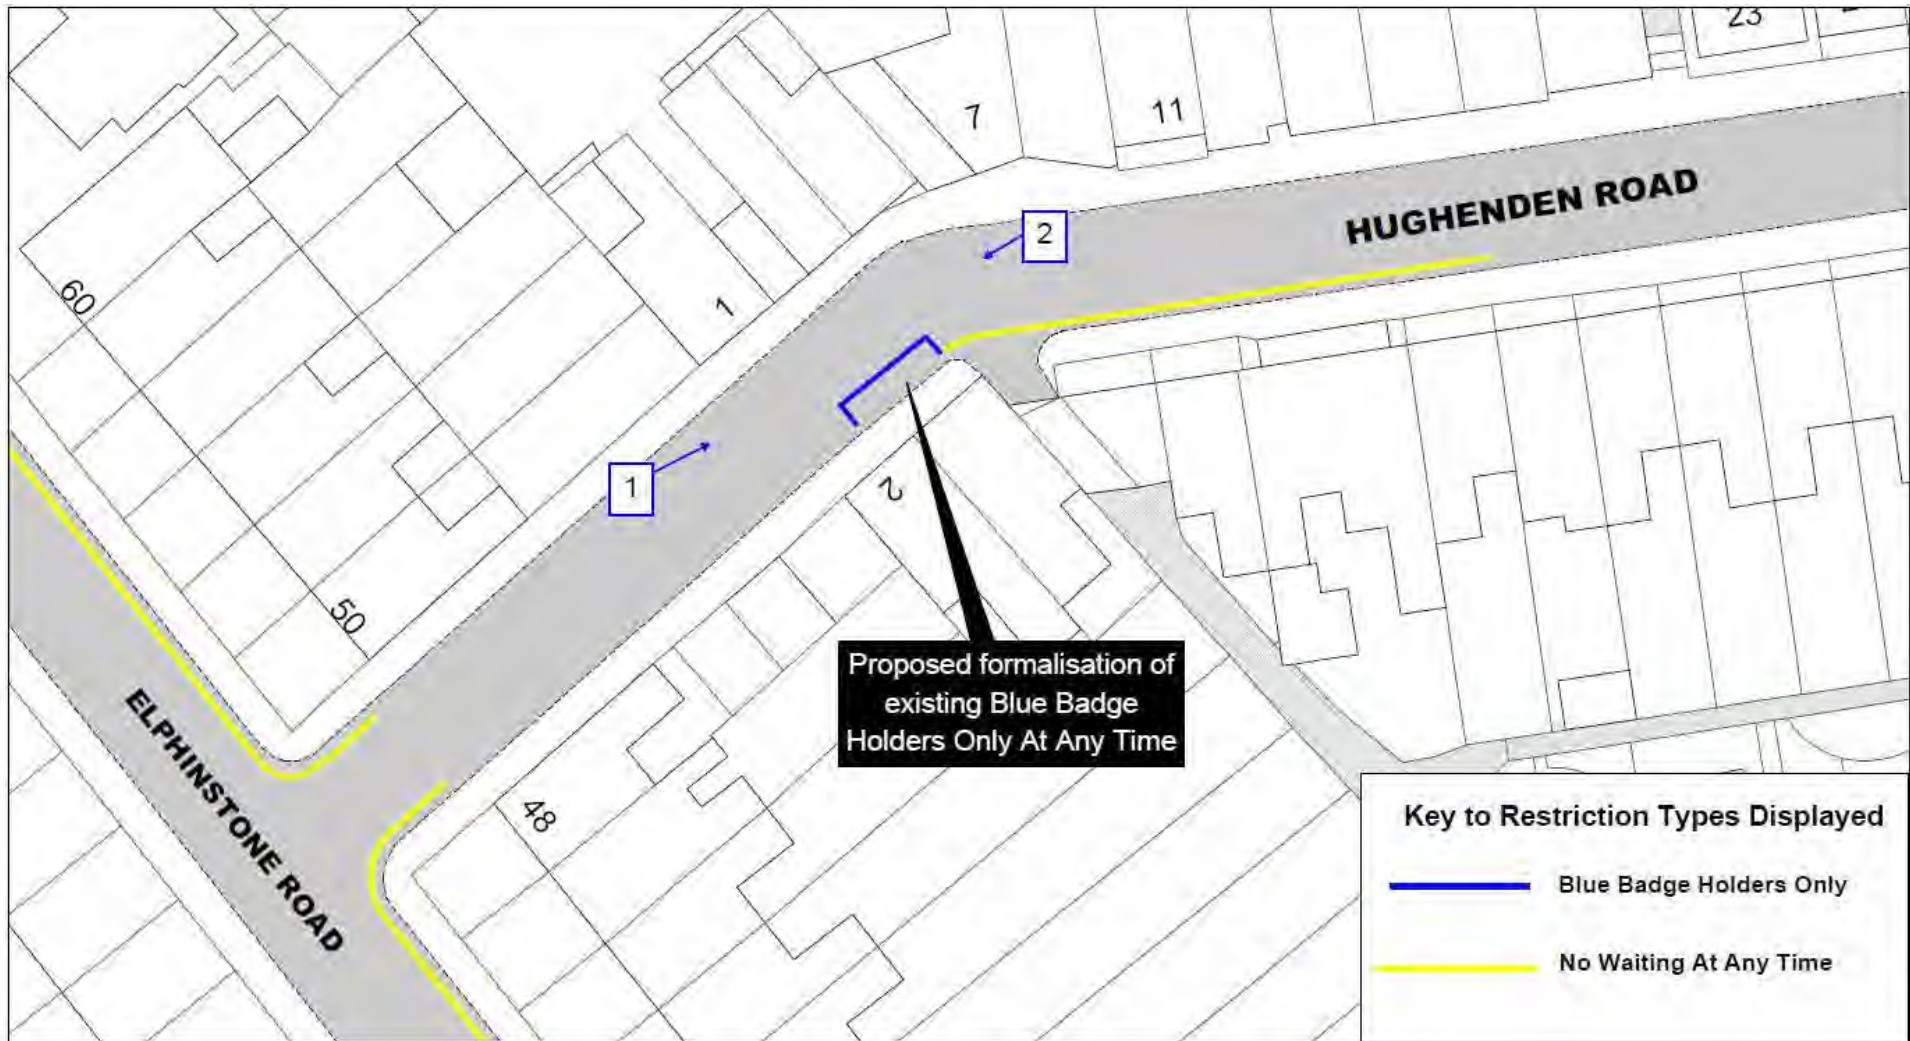 23
7
11
HUGHENDEN ROAD
2
60
1
1
2
50
Proposed formalisation of
existing Blue Badge
Holders Only At Any Time
ELPHINSTONE ROAD
48
Key to Restriction Types Displayed
Blue Badge Holders Only
No Waiting At Any Time